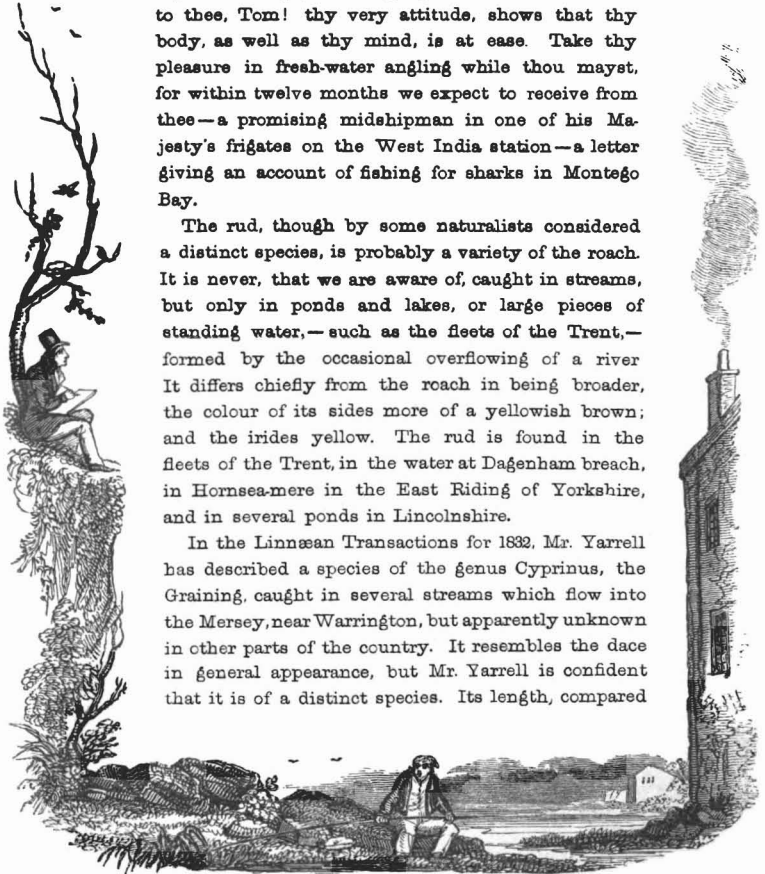 to thee, Tom! thy very attitude, shows that thy
body, as well as thy mind, is at ease. Take thy
pleasure in fresh-water angling while thou mayst,
for within twelve months we expect to receive from
thee—a promising midshipman in one of his Ma-
jesty's frigates on the West India station—a letter
giving an account of fishing for sharks in Montego
Bay.
The rud, though by some naturalists considered
a distinct species, is probably a variety of the roach.
It is never, that we are aware of, caught in streams,
but only in ponds and lakes, or large pieces of
standing water,—such as the fleets of the Trent,—
formed by the occasional overflowing of a river
It differs chiefly from the roach in being broader,
the colour of its sides more of a yellowish brown;
and the irides yellow. The rud is found in the
fleets of the Trent, in the water at Dagenham breach,
in Hornsea-mere in the East Riding of Yorkshire,
and in several ponds in Lincolnshire.
In the Linnæan Transactions for 1832, Mr. Yarrell
has described a species of the genus Cyprinus, the
Graining, caught in several streams which flow into
the Mersey, near Warrington, but apparently unknown
in other parts of the country. It resembles the dace
in general appearance, but Mr. Yarrell is confident
that it is of a distinct species. Its length, compared